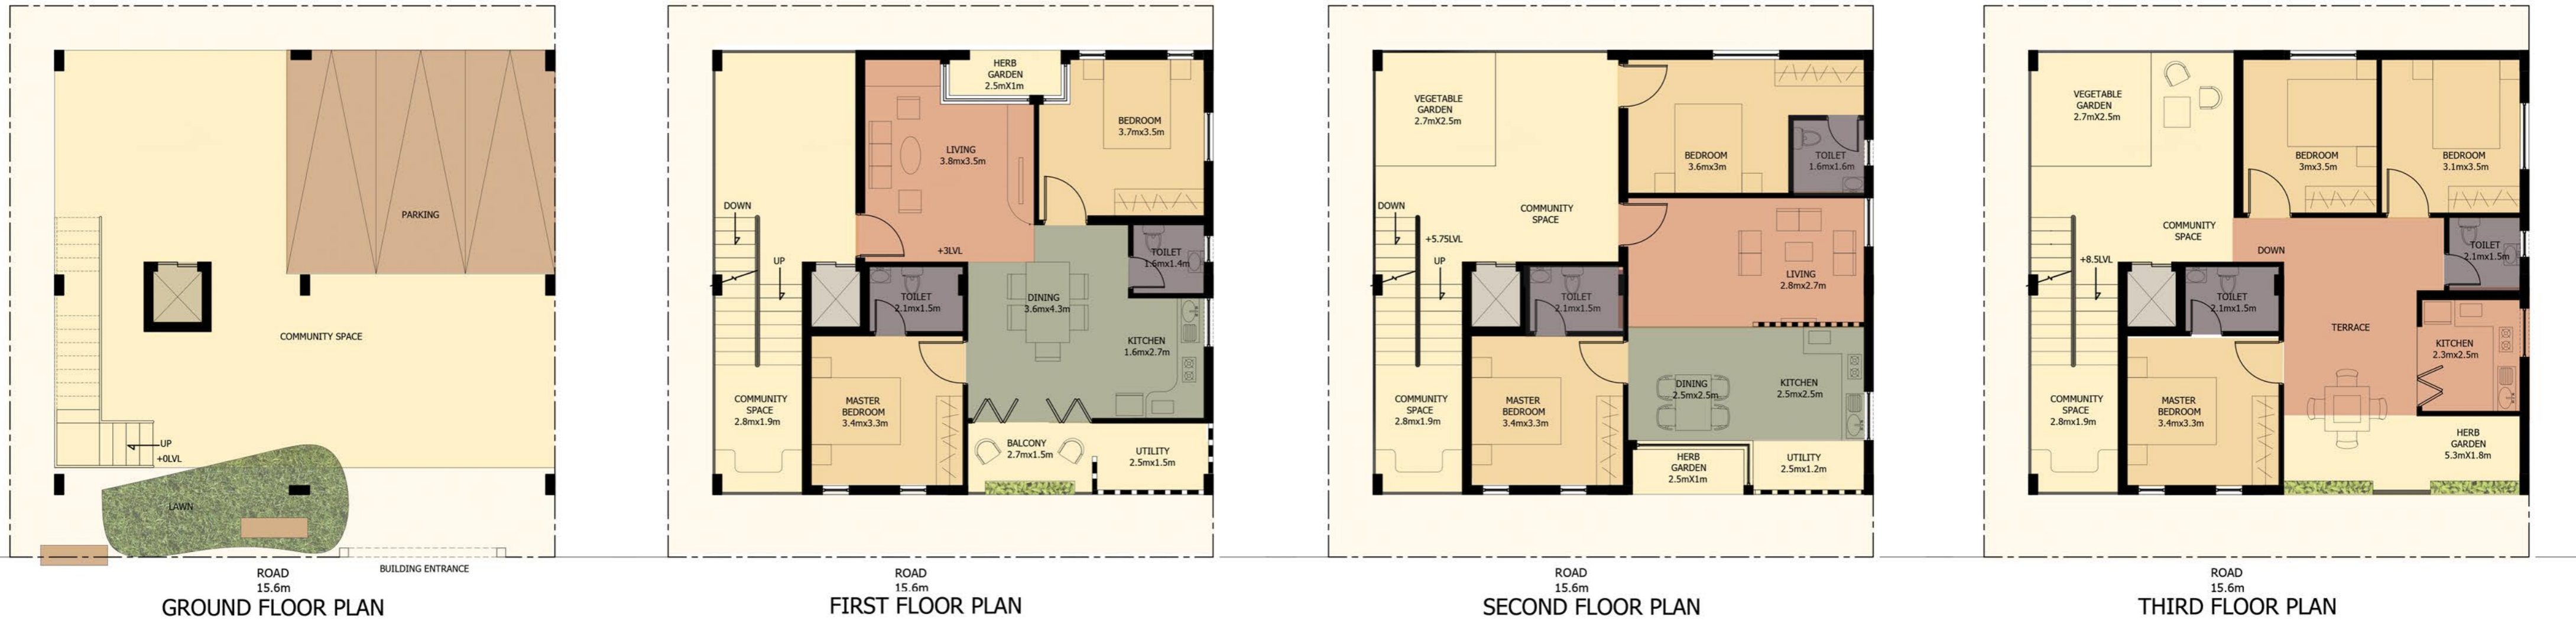 PARKING
COMMUNITY SPACE
UP
+0LVL
LAWN
BUILDING ENTRANCE
ROAD
15.6m
GROUND FLOOR PLAN
HERB
GARDEN
2.5mX1m
BEDROOM
3.7mx3.5m
LIVING
3.8mx3.5m
DOWN
UP
+3LVL
TOILET
1.6mx1.4m
TOILET
2.1mx1.5m
DINING
3.6mx4.3m
KITCHEN
1.6mx2.7m
COMMUNITY
SPACE
2.8mx1.9m
MASTER
BEDROOM
3.4mx3.3m
BALCONY
2.7mx1.5m
UTILITY
2.5mx1.5m
ROAD
15.6m
FIRST FLOOR PLAN
VEGETABLE
GARDEN
2.7mX2.5m
BEDROOM
3.6mx3m
TOILET
1.6mx1.6m
DOWN
COMMUNITY
SPACE
+5.75LVL
UP
LIVING
2.8mx2.7m
TOILET
2.1mx1.5m
DINING
2.5mx2.5m
KITCHEN
2.5mx2.5m
COMMUNITY
SPACE
2.8mx1.9m
MASTER
BEDROOM
3.4mx3.3m
HERB
GARDEN
2.5mX1m
UTILITY
2.5mx1.2m
ROAD
15.6m
SECOND FLOOR PLAN
VEGETABLE
GARDEN
2.7mX2.5m
BEDROOM
3mx3.5m
BEDROOM
3.1mx3.5m
COMMUNITY
SPACE
DOWN
+8.5LVL
TOILET
2.1mx1.5m
TOILET
2.1mx1.5m
TERRACE
KITCHEN
2.3mx2.5m
COMMUNITY
SPACE
2.8mx1.9m
MASTER
BEDROOM
3.4mx3.3m
HERB
GARDEN
5.3mX1.8m
ROAD
15.6m
THIRD FLOOR PLAN